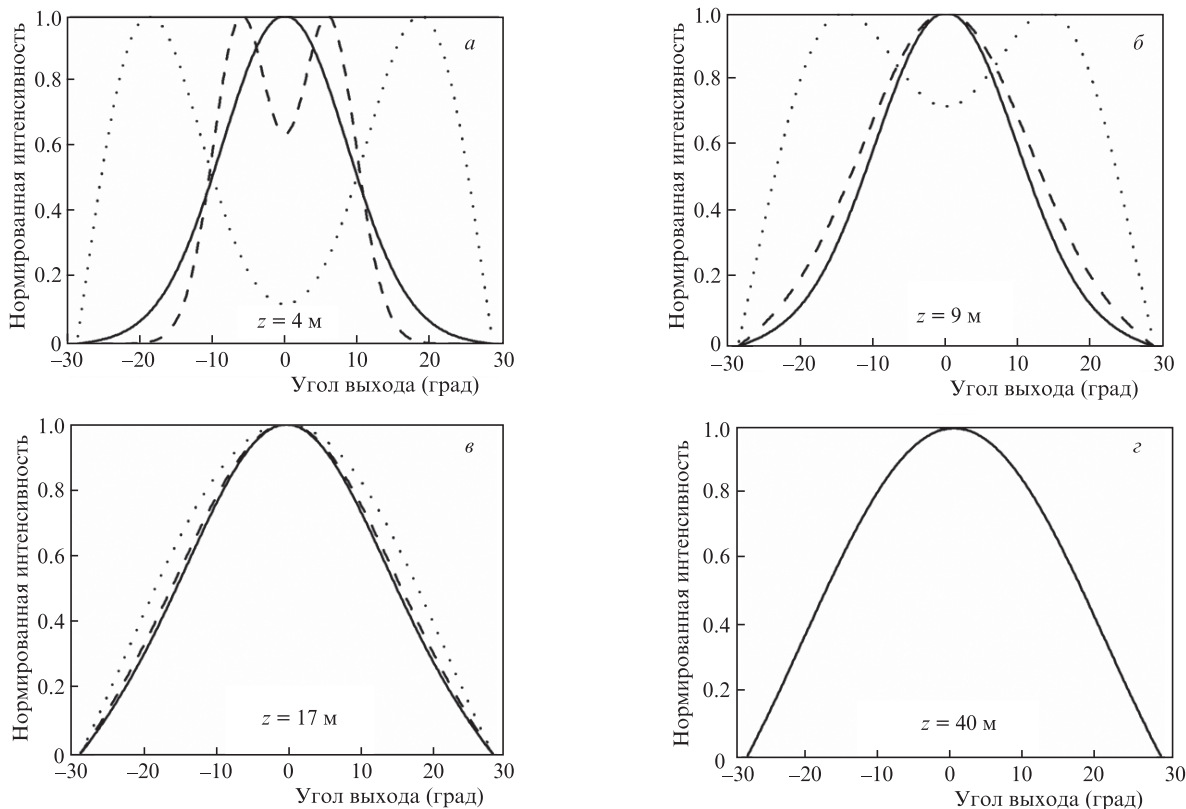 Нормированная интенсивность
1.0
0.8
0.6
0.4
0.2
0
а
z = 4 м
–30 –20 –10 0 10 20 30
Угол выхода (град)
Нормированная интенсивность
1.0
0.8
0.6
0.4
0.2
0
б
z = 9 м
–30 –20 –10 0 10 20 30
Угол выхода (град)
Нормированная интенсивность
1.0
0.8
0.6
0.4
0.2
0
в
z = 17 м
–30 –20 –10 0 10 20 30
Угол выхода (град)
Нормированная интенсивность
1.0
0.8
0.6
0.4
0.2
0
г
z = 40 м
–30 –20 –10 0 10 20 30
Угол выхода (град)